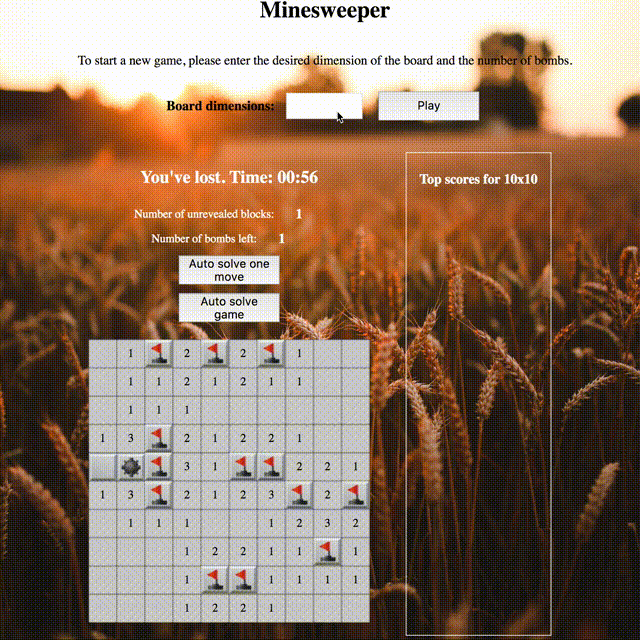 Minesweeper
To start a new game, please enter the desired dimension of the board and the number of bombs.
Board dimensions: Play
You've lost. Time: 00:56
Top scores for 10x10
Number of unrevealed blocks: 1
Number of bombs left: 1
Auto solve one
move
Auto solve
game
1 2 2 1
1 1 2 1 2 1 1
1 1 1
1 3 2 1 2 2 1
3 1 2 2 1
1 3 2 1 2 3 2
1 1 1 1 2 3 2
1 2 2 1 1 1
1 1 1 1 1
1 2 2 1